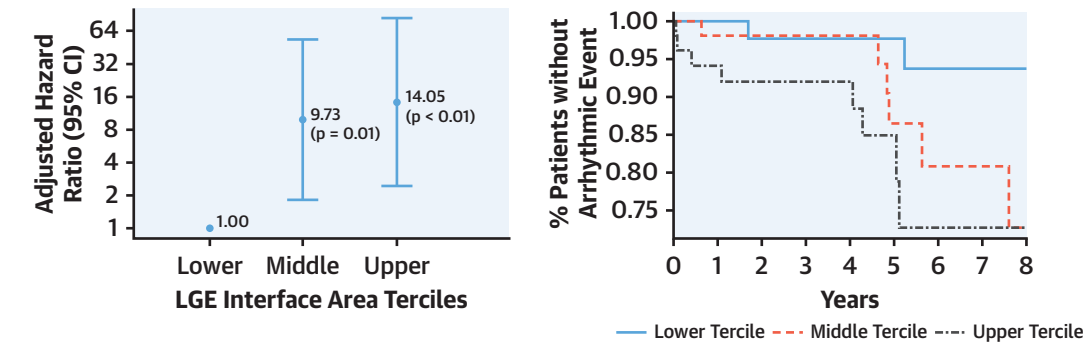 Adjusted Hazard
Ratio (95% CI)
64
32
16
8
4
2
1
1.00
9.73
(p = 0.01)
14.05
(p < 0.01)
Lower
Middle
Upper
LGE Interface Area Terciles
% Patients without
Arrhythmic Event
1.00
0.95
0.90
0.85
0.80
0.75
0 1 2 3 4 5 6 7 8
Years
Lower Tercile
Middle Tercile
Upper Tercile